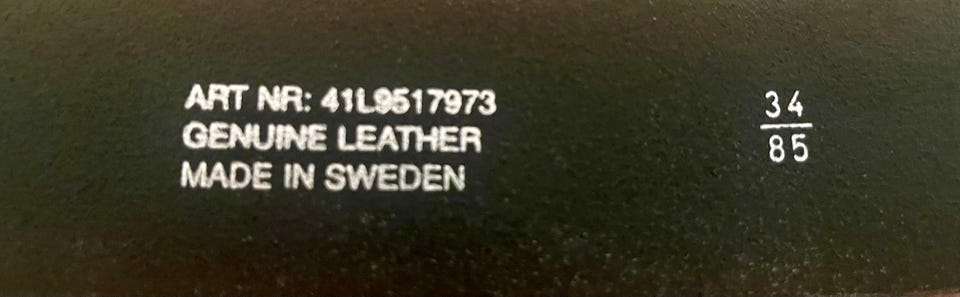 ART NR: 41L9517973
GENUINE LEATHER
MADE IN SWEDEN
34
85